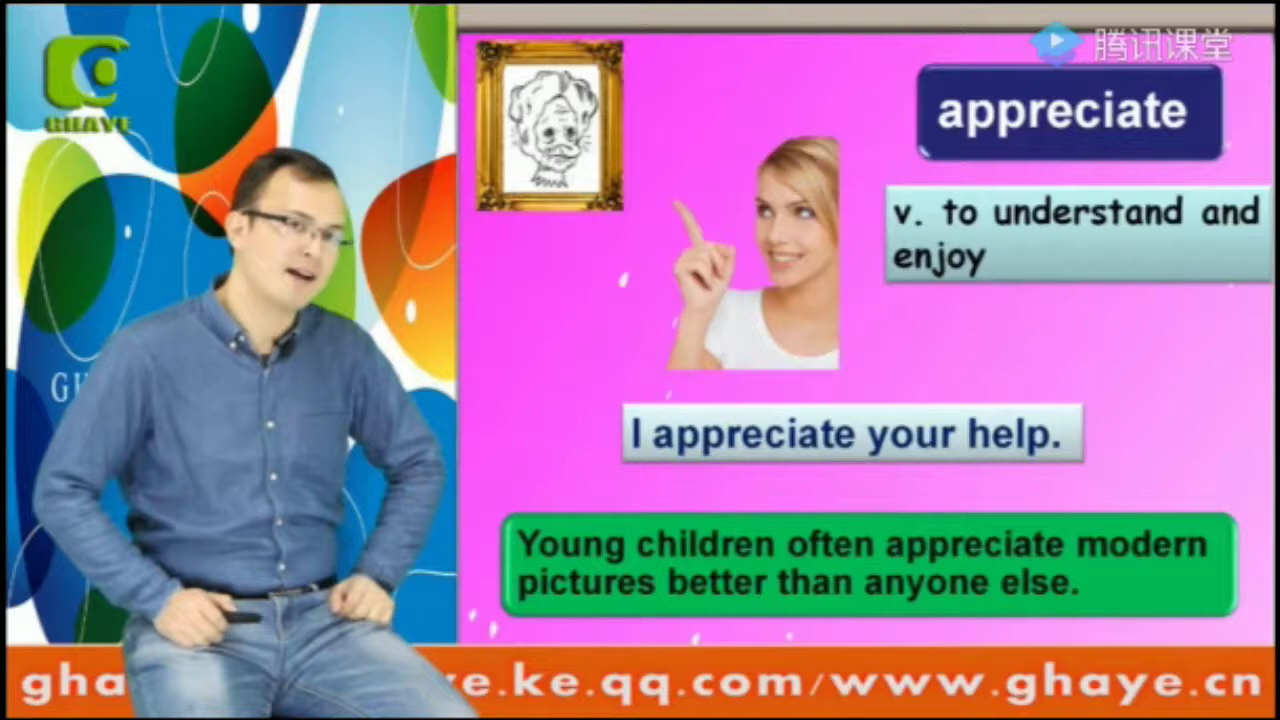 GHAYE
腾讯课堂
appreciate
v. to understand and
enjoy
I appreciate your help.
Young children often appreciate modern
pictures better than anyone else.
e.ke.qq.com/www.ghaye.cn